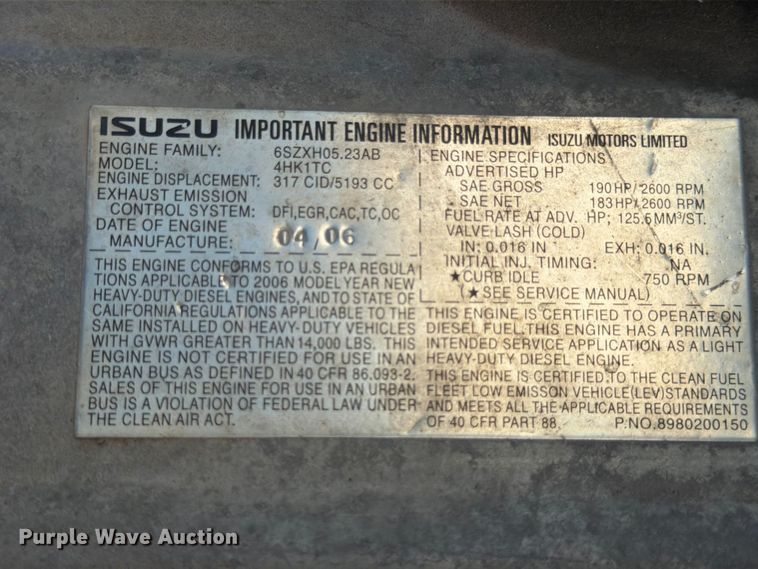 ISUZU IMPORTANT ENGINE INFORMATION ISUZU MOTORS LIMITED
ENGINE FAMILY: 6SZXH05.23AB
MODEL: 4HK1TC
ENGINE DISPLACEMENT: 317 CID/5193 CC
EXHAUST EMISSION
CONTROL SYSTEM: DFI,EGR,CAC,TC,OC
DATE OF ENGINE
MANUFACTURE: 04/06
THIS ENGINE CONFORMS TO U.S. EPA REGULA
TIONS APPLICABLE TO 2006 MODEL YEAR NEW
HEAVY-DUTY DIESEL ENGINES, AND TO STATE OF
CALIFORNIA REGULATIONS APPLICABLE TO THE
SAME INSTALLED ON HEAVY-DUTY VEHICLES
WITH GVWR GREATER THAN 14,000 LBS. THIS
ENGINE IS NOT CERTIFIED FOR USE IN AN
URBAN BUS AS DEFINED IN 40 CFR 86.093-2.
SALES OF THIS ENGINE FOR USE IN AN URBAN
BUS IS A VIOLATION OF FEDERAL LAW UNDER
THE CLEAN AIR ACT.
ENGINE SPECIFICATIONS
ADVERTISED HP
SAE GROSS 190 HP/2600 RPM
SAE NET 183 HP/2600 RPM
FUEL RATE AT ADV. HP; 125.5MM³/ST.
VALVE LASH (COLD)
IN: 0.016 IN EXH: 0.016 IN.
INITIAL INJ. TIMING: NA
★CURB IDLE 750 RPM
(★SEE SERVICE MANUAL)
THIS ENGINE IS CERTIFIED TO OPERATE ON
DIESEL FUEL, THIS ENGINE HAS A PRIMARY
INTENDED SERVICE APPLICATION AS A LIGHT
HEAVY-DUTY DIESEL ENGINE.
THIS ENGINE IS CERTIFIED.TO THE CLEAN FUEL
FLEET LOW EMISSON VEHICLE(LEV)STANDARDS
AND MEETS ALL THE APPLICABLE REQUIREMENTS
OF 40 CFR PART 88. P.NO.8980200150
Purple Wave Auction